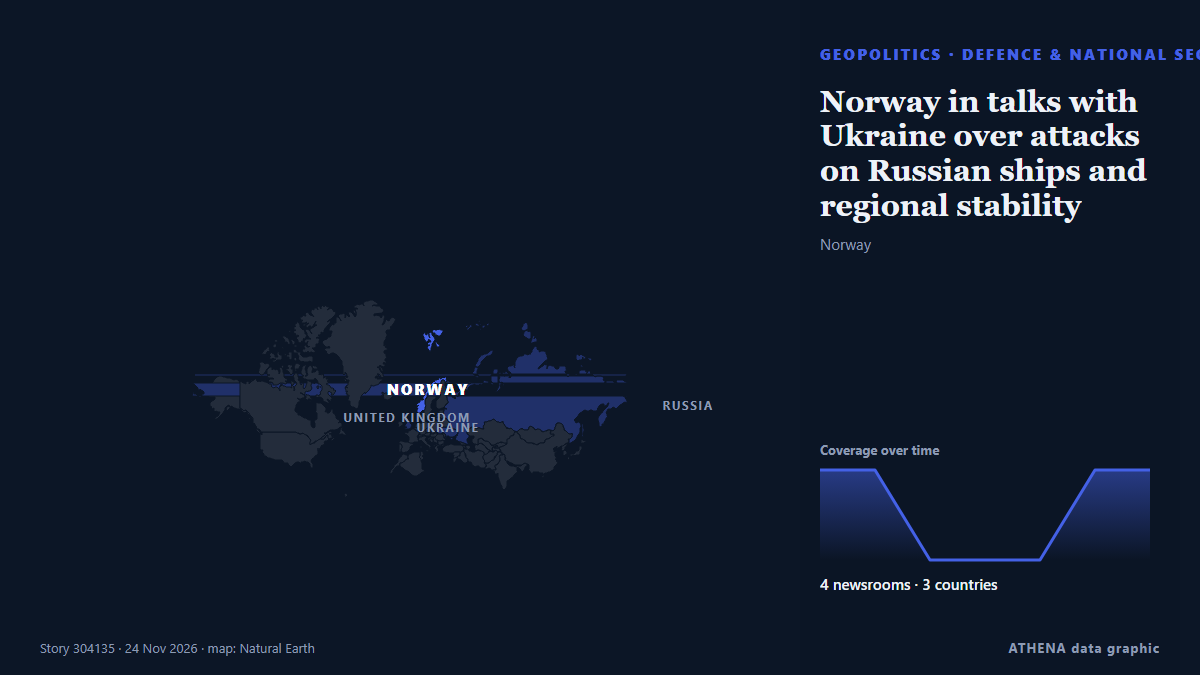 GEOPOLITICS · DEFENCE & NATIONAL
Norway in talks with
Ukraine over attacks
on Russian ships and
regional stability
Norway
NORWAY
RUSSIA
UNITED KINGDOM
UKRAINE
Coverage over time
4 newsrooms · 3 countries
Story 304135 · 24 Nov 2026 · map: Natural Earth
ATHENA data graphic